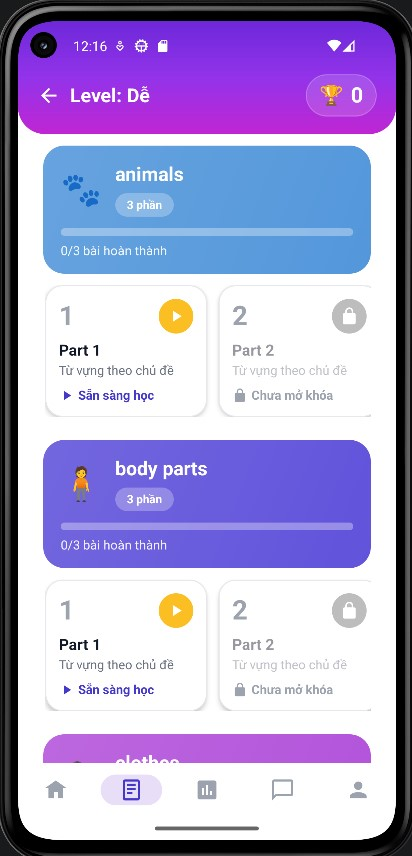 12:16
Level: Dễ
0
animals
3 phần
0/3 bài hoàn thành
1
2
Part 1
Part 2
Từ vựng theo chủ đề
Từ vựng theo chủ đề
Sẵn sàng học
Chưa mở khóa
body parts
3 phần
0/3 bài hoàn thành
1
2
Part 1
Part 2
Từ vựng theo chủ đề
Từ vựng theo chủ đề
Sẵn sàng học
Chưa mở khóa
clothes